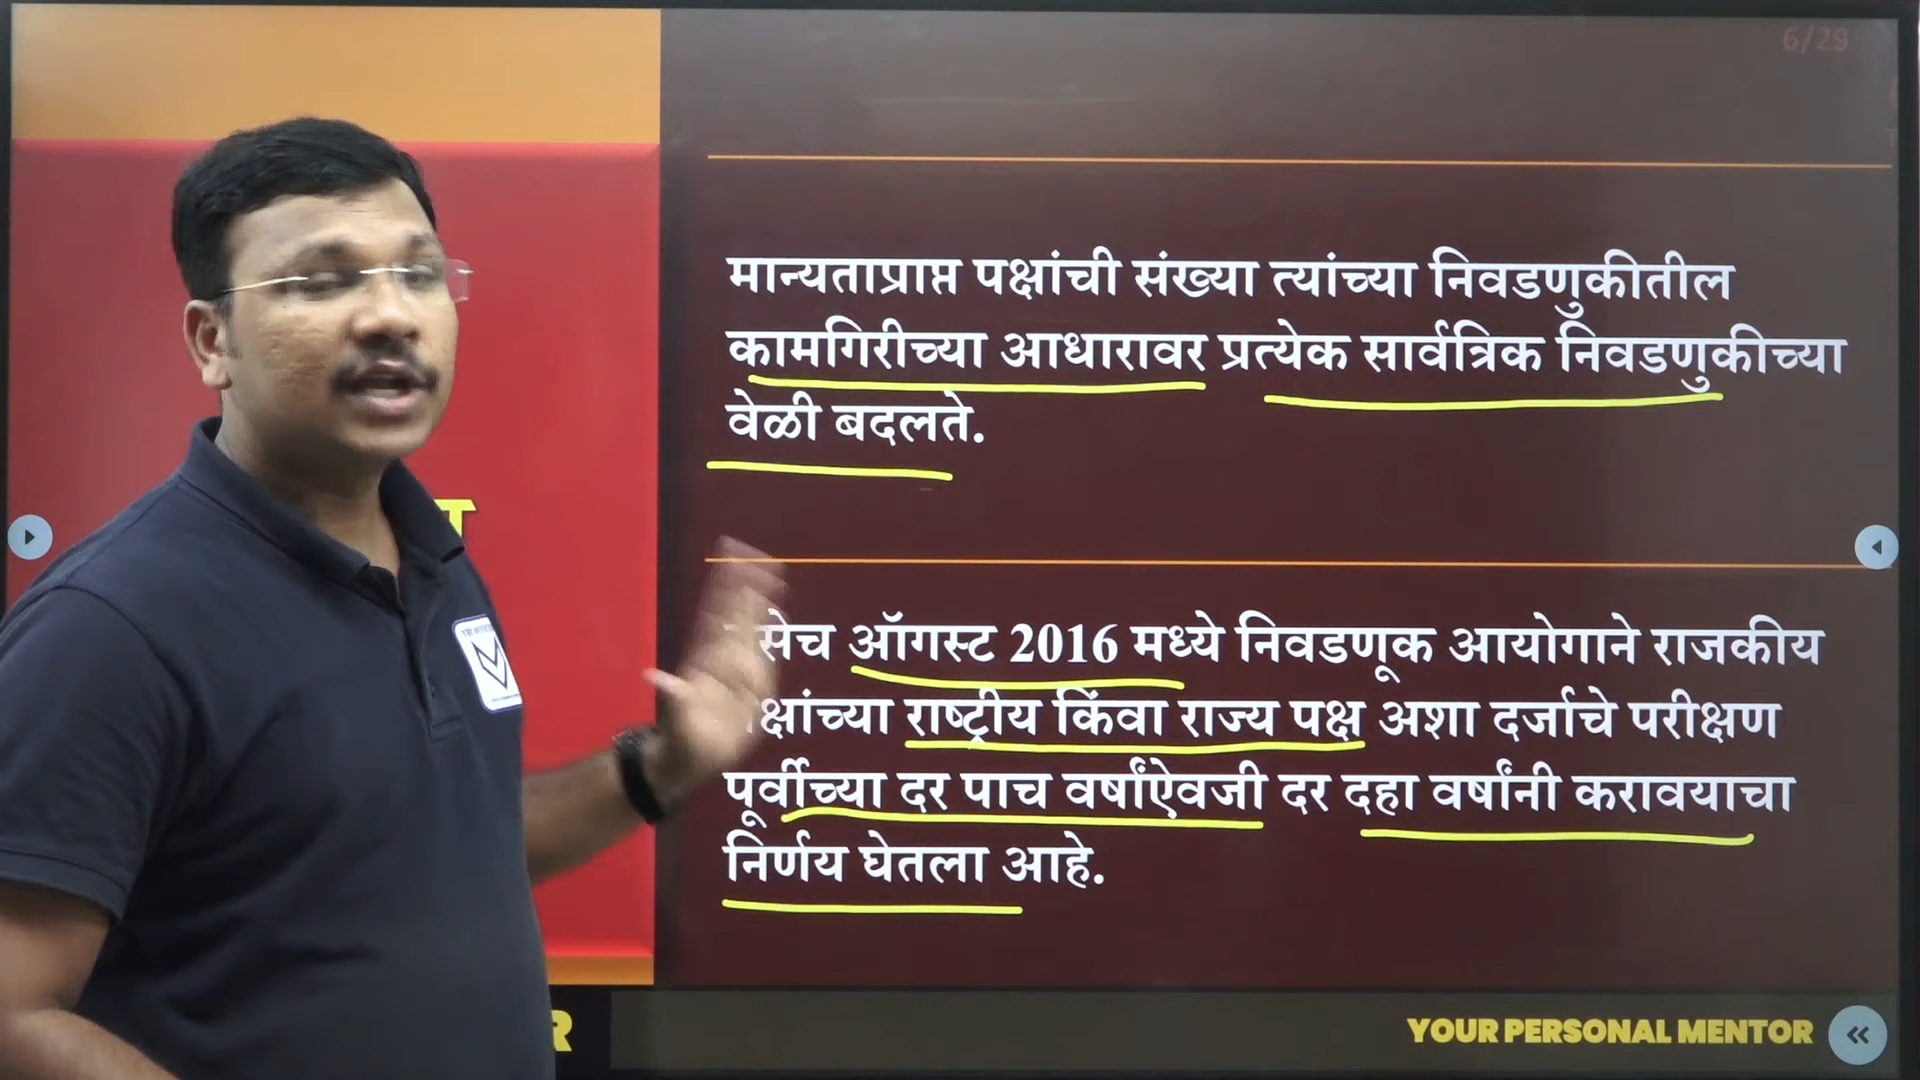 6/29
मान्यताप्राप्त पक्षांची संख्या त्यांच्या निवडणुकीतील
कामगिरीच्या आधारावर प्रत्येक सार्वत्रिक निवडणुकीच्या
वेळी बदलते.
ऑगस्ट 2016 मध्ये निवडणूक आयोगाने राजकीय
राष्ट्रीय किंवा राज्य पक्ष अशा दर्जाचे परीक्षण
पूर्वीच्या दर पाच वर्षांऐवजी दर दहा वर्षांनी करावयाचा
निर्णय घेतला आहे.
YOUR PERSONAL MENTOR